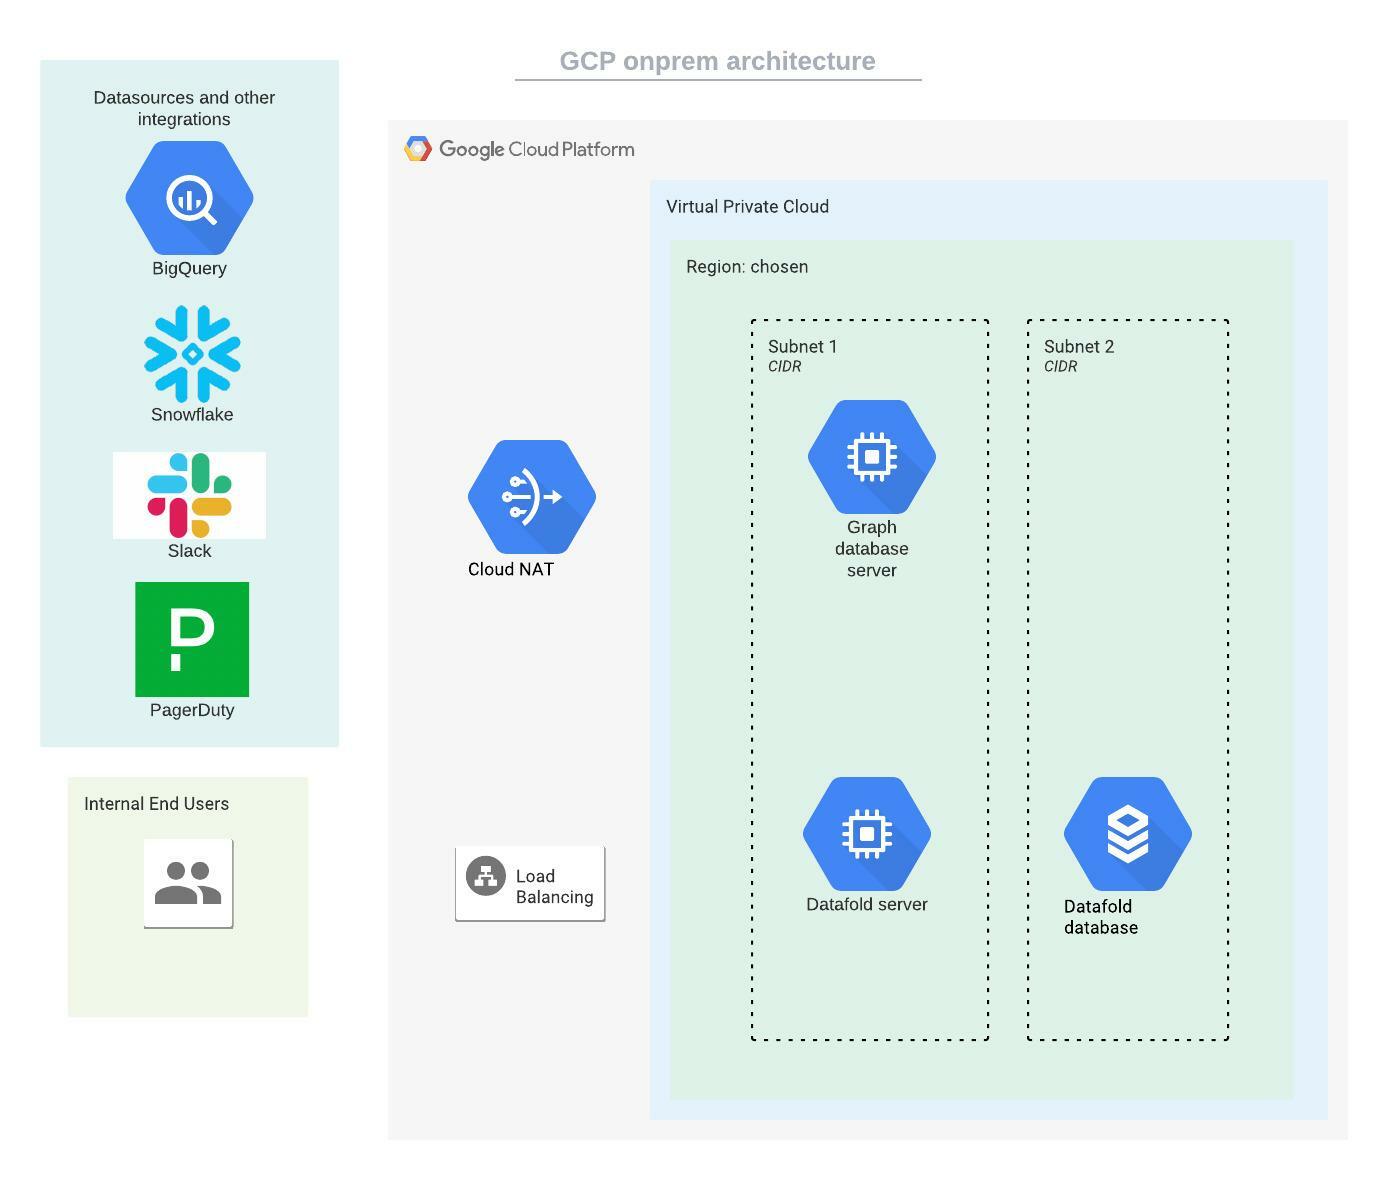 GCP onprem architecture
Datasources and other
integrations
BigQuery
Snowflake
Slack
PagerDuty
Internal End Users
Google Cloud Platform
Cloud NAT
Load
Balancing
Virtual Private Cloud
Region: chosen
Subnet 1
CIDR
Graph
database
server
Datafold server
Subnet 2
CIDR
Datafold
database